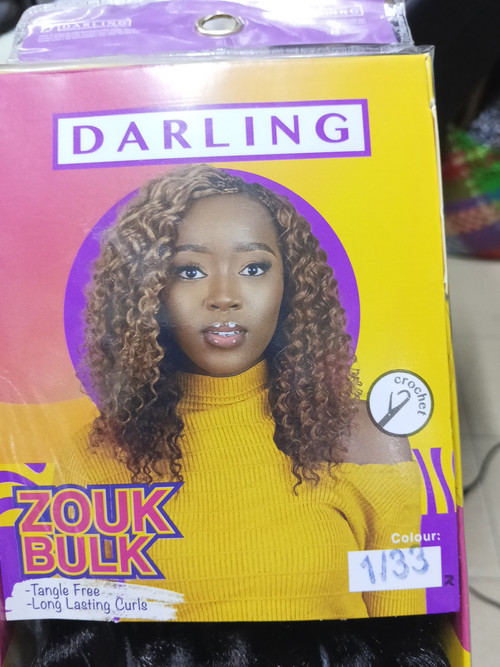 DARLING
DARLING
crochet
ZOUK
BULK
-Tangle Free
-Long Lasting Curls
Colour:
1/33